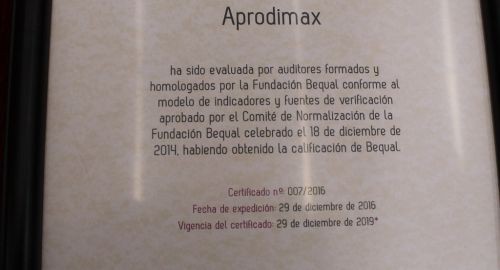 Aprodimax
ha sido evaluada por auditores formados y
homologados por la Fundación Bequal conforme al
modelo de indicadores y fuentes de verificación
aprobado por el Comité de Normalización de la
Fundación Bequal celebrado el 18 de diciembre de
2014, habiendo obtenido la calificación de Bequal.
Certificado nº: 007/2016
Fecha de expedición: 29 de diciembre de 2016
Vigencia del certificado: 29 de diciembre de 2019*